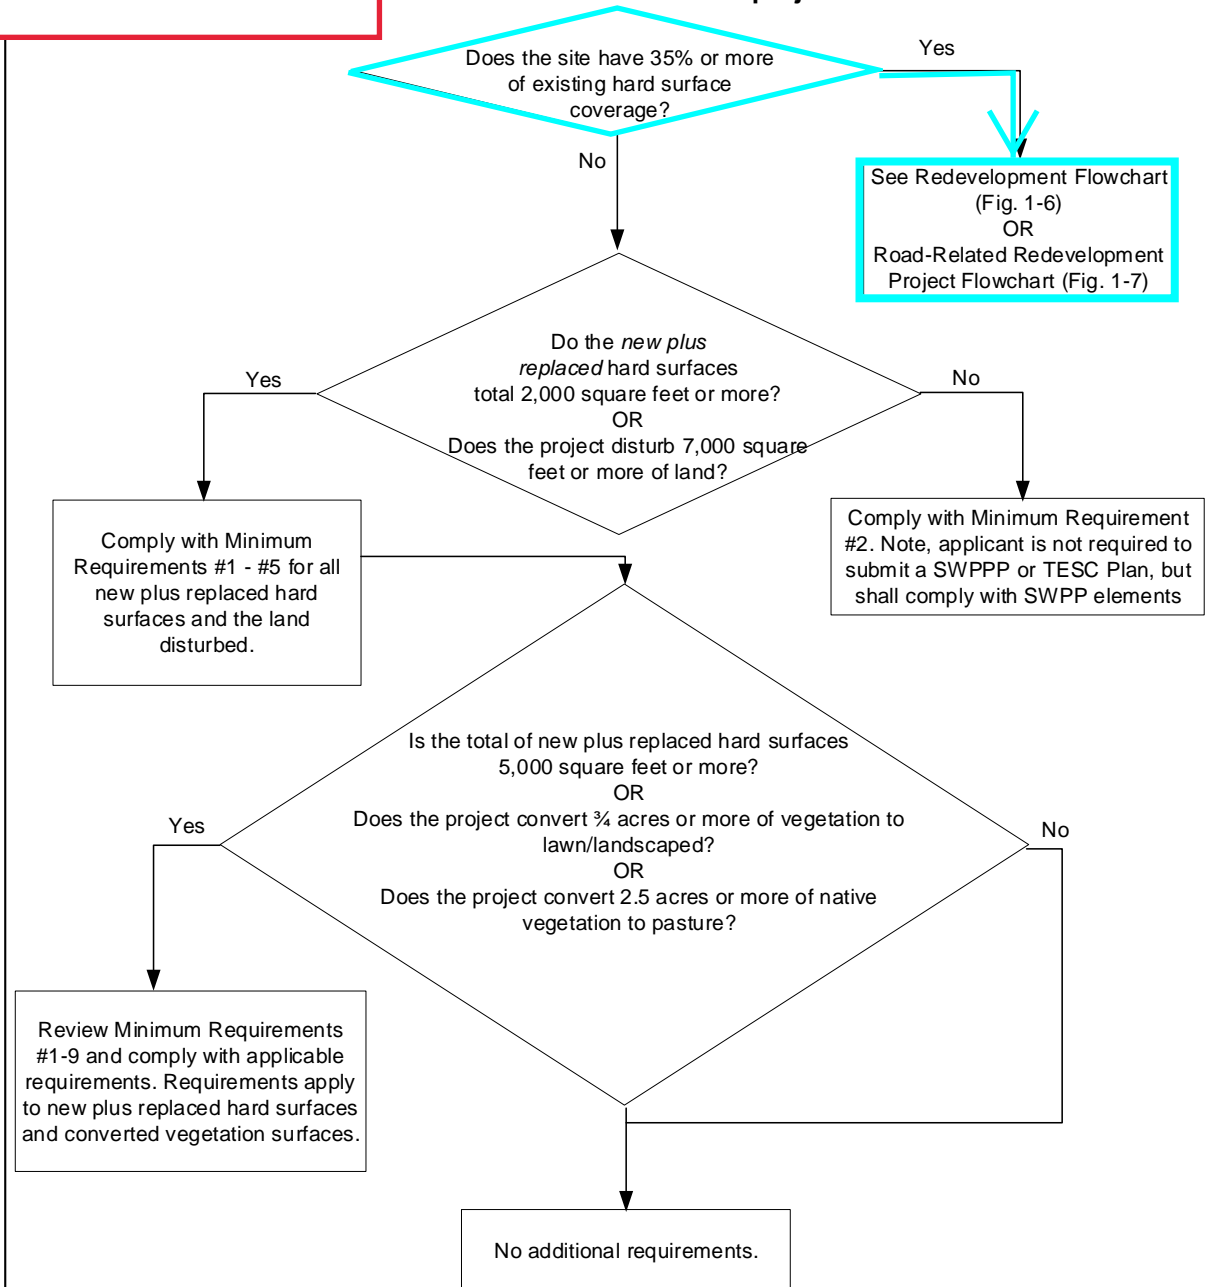 Does the site have 35% or more
of existing hard surface
coverage?
Yes
No
See Redevelopment Flowchart
(Fig. 1-6)
OR
Road-Related Redevelopment
Project Flowchart (Fig. 1-7)
Do the new plus
replaced hard surfaces
total 2,000 square feet or more?
OR
Does the project disturb 7,000 square
feet or more of land?
Yes
No
Comply with Minimum
Requirements #1 - #5 for all
new plus replaced hard
surfaces and the land
disturbed.
Comply with Minimum Requirement
#2. Note, applicant is not required to
submit a SWPPP or TESC Plan, but
shall comply with SWPP elements
Is the total of new plus replaced hard surfaces
5,000 square feet or more?
OR
Does the project convert ¾ acres or more of vegetation to
lawn/landscaped?
OR
Does the project convert 2.5 acres or more of native
vegetation to pasture?
Yes
No
Review Minimum Requirements
#1-9 and comply with applicable
requirements. Requirements apply
to new plus replaced hard surfaces
and converted vegetation surfaces.
No additional requirements.